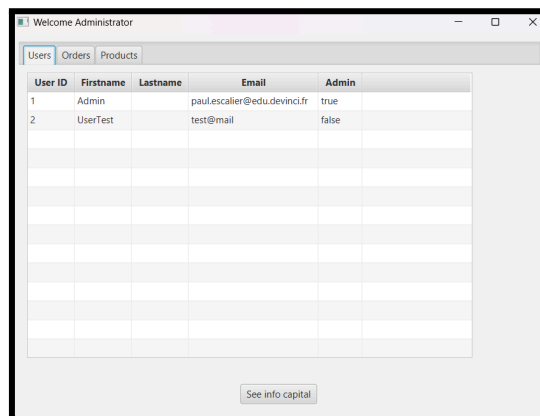 Welcome Administrator
Users Orders Products
User ID Firstname Lastname Email Admin
1 Admin paul.escalier@edu.devinci.fr true
2 UserTest test@mail false
See info capital